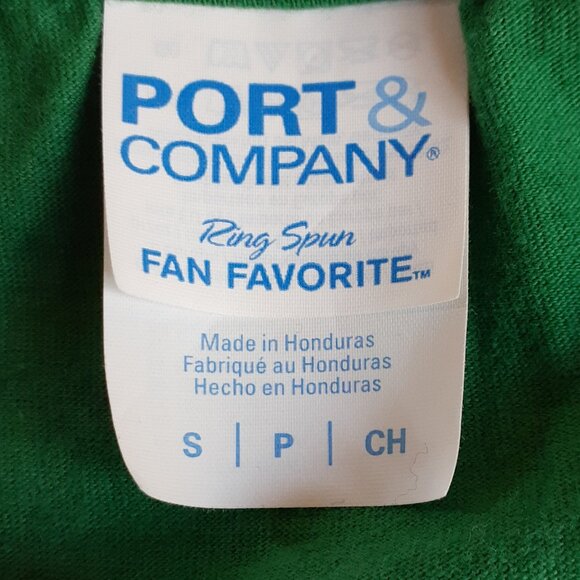 PORT &
COMPANY®
Ring Spun
FAN FAVORITE™
Made in Honduras
Fabriqué au Honduras
Hecho en Honduras
S | P | CH